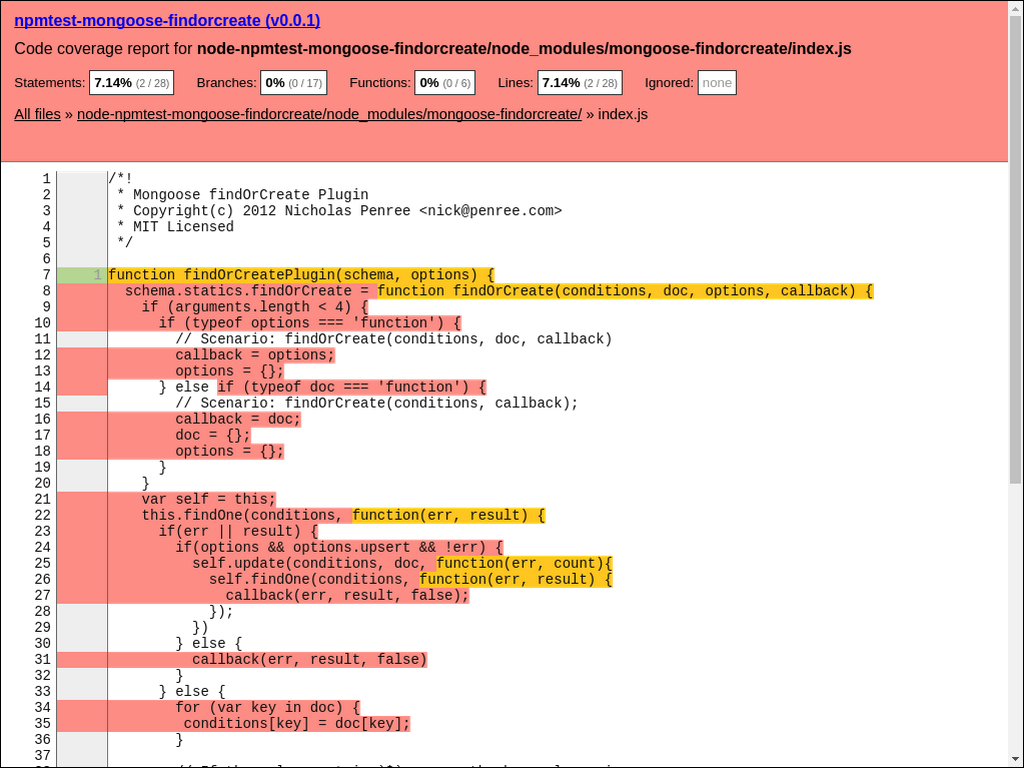 npmtest-mongoose-findorcreate (v0.0.1)
Code coverage report for node-npmtest-mongoose-findorcreate/node_modules/mongoose-findorcreate/index.js
Statements: 7.14% (2 / 28) Branches: 0% (0 / 17) Functions: 0% (0 / 6) Lines: 7.14% (2 / 28) Ignored: none
All files » node-npmtest-mongoose-findorcreate/node_modules/mongoose-findorcreate/ » index.js
1 /*!
2 * Mongoose findOrCreate Plugin
3 * Copyright(c) 2012 Nicholas Penree <nick@penree.com>
4 * MIT Licensed
5 */
6
7 1 function findOrCreatePlugin(schema, options) {
8 schema.statics.findOrCreate = function findOrCreate(conditions, doc, options, callback) {
9 if (arguments.length < 4) {
10 if (typeof options === 'function') {
11 // Scenario: findOrCreate(conditions, doc, callback)
12 callback = options;
13 options = {};
14 } else if (typeof doc === 'function') {
15 // Scenario: findOrCreate(conditions, callback);
16 callback = doc;
17 doc = {};
18 options = {};
19 }
20 }
21 var self = this;
22 this.findOne(conditions, function(err, result) {
23 if(err || result) {
24 if(options && options.upsert && !err) {
25 self.update(conditions, doc, function(err, count){
26 self.findOne(conditions, function(err, result) {
27 callback(err, result, false);
28 });
29 })
30 } else {
31 callback(err, result, false)
32 }
33 } else {
34 for (var key in doc) {
35 conditions[key] = doc[key];
36 }
37